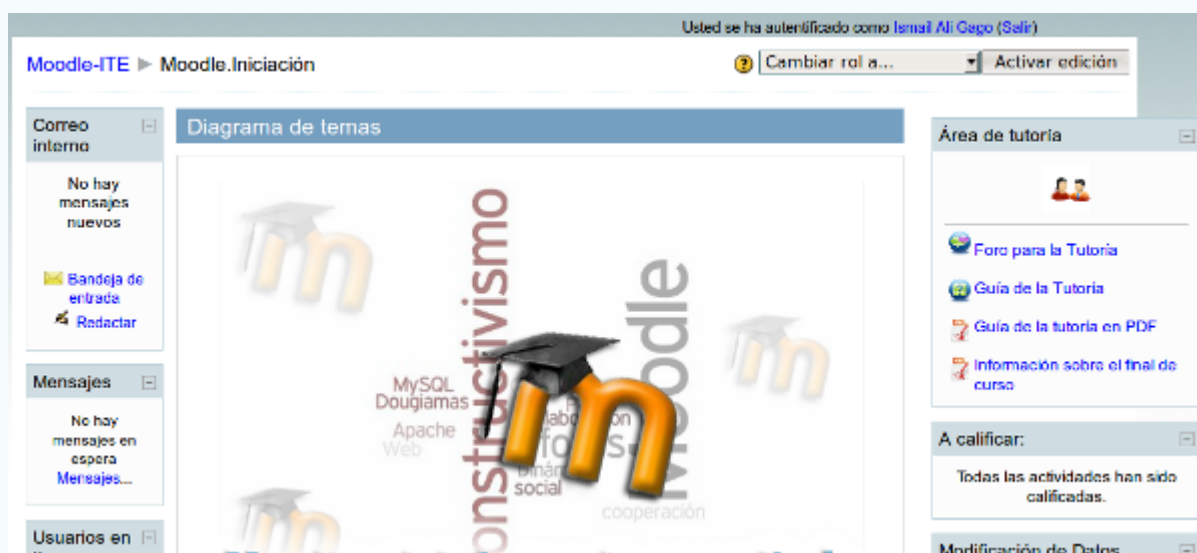 Usted se ha autentificado como Ismail Ali Gago (Salir)
Moodle-ITE ► Moodle.Iniciación
Cambiar rol a...
Activar edición
Correo
interno
No hay
mensajes
nuevos
Bandeja de
entrada
Redactar
Mensajes
No hay
mensajes en
espera
Mensajes...
Usuarios en
Diagrama de temas
m
onstructivismo
Moodle
MySQL
Dougiamas
Apache
Web
m
m
social
cooperación
m
Área de tutoría
Foro para la Tutoría
Guía de la Tutoría
Guía de la tutoría en PDF
Información sobre el final de
curso
A calificar:
Todas las actividades han sido
calificadas.
Modificación de Datos